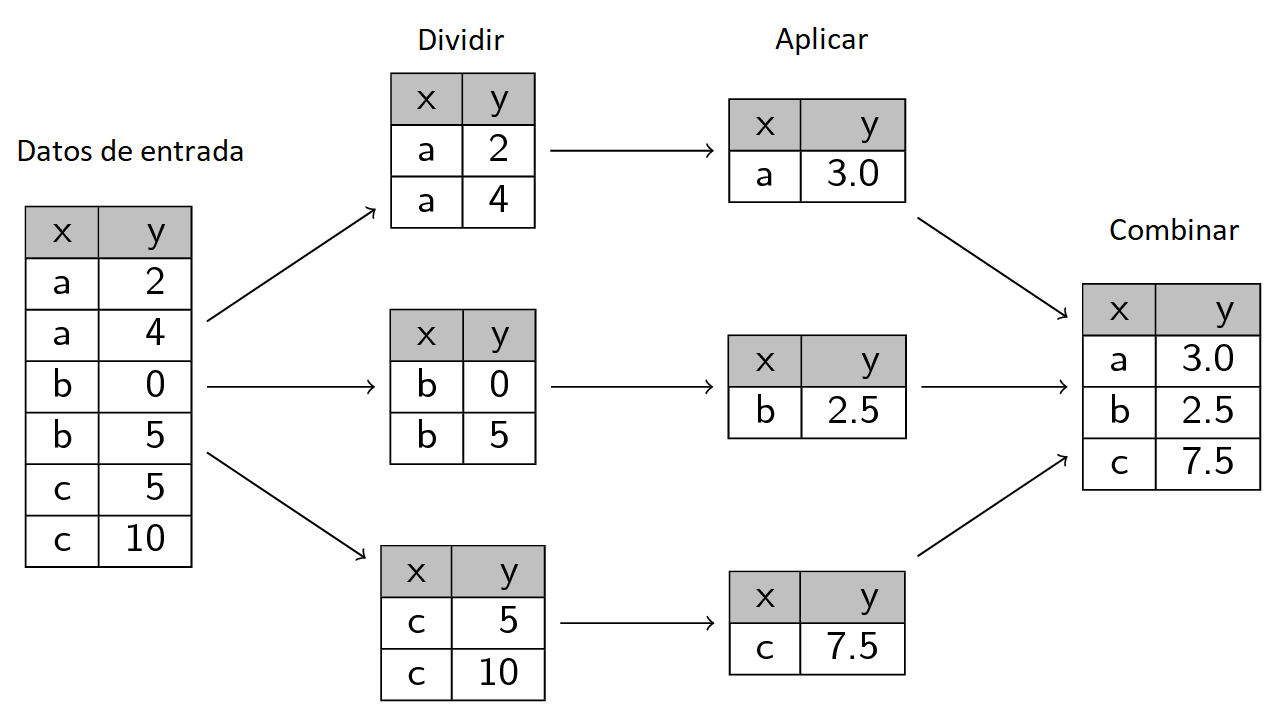 Datos de entrada
x y
a 2
a 4
b 0
b 5
c 5
c 10
Dividir
x y
a 2
a 4
x y
b 0
b 5
x y
c 5
c 10
Aplicar
x y
a 3.0
x y
b 2.5
x y
c 7.5
Combinar
x y
a 3.0
b 2.5
c 7.5